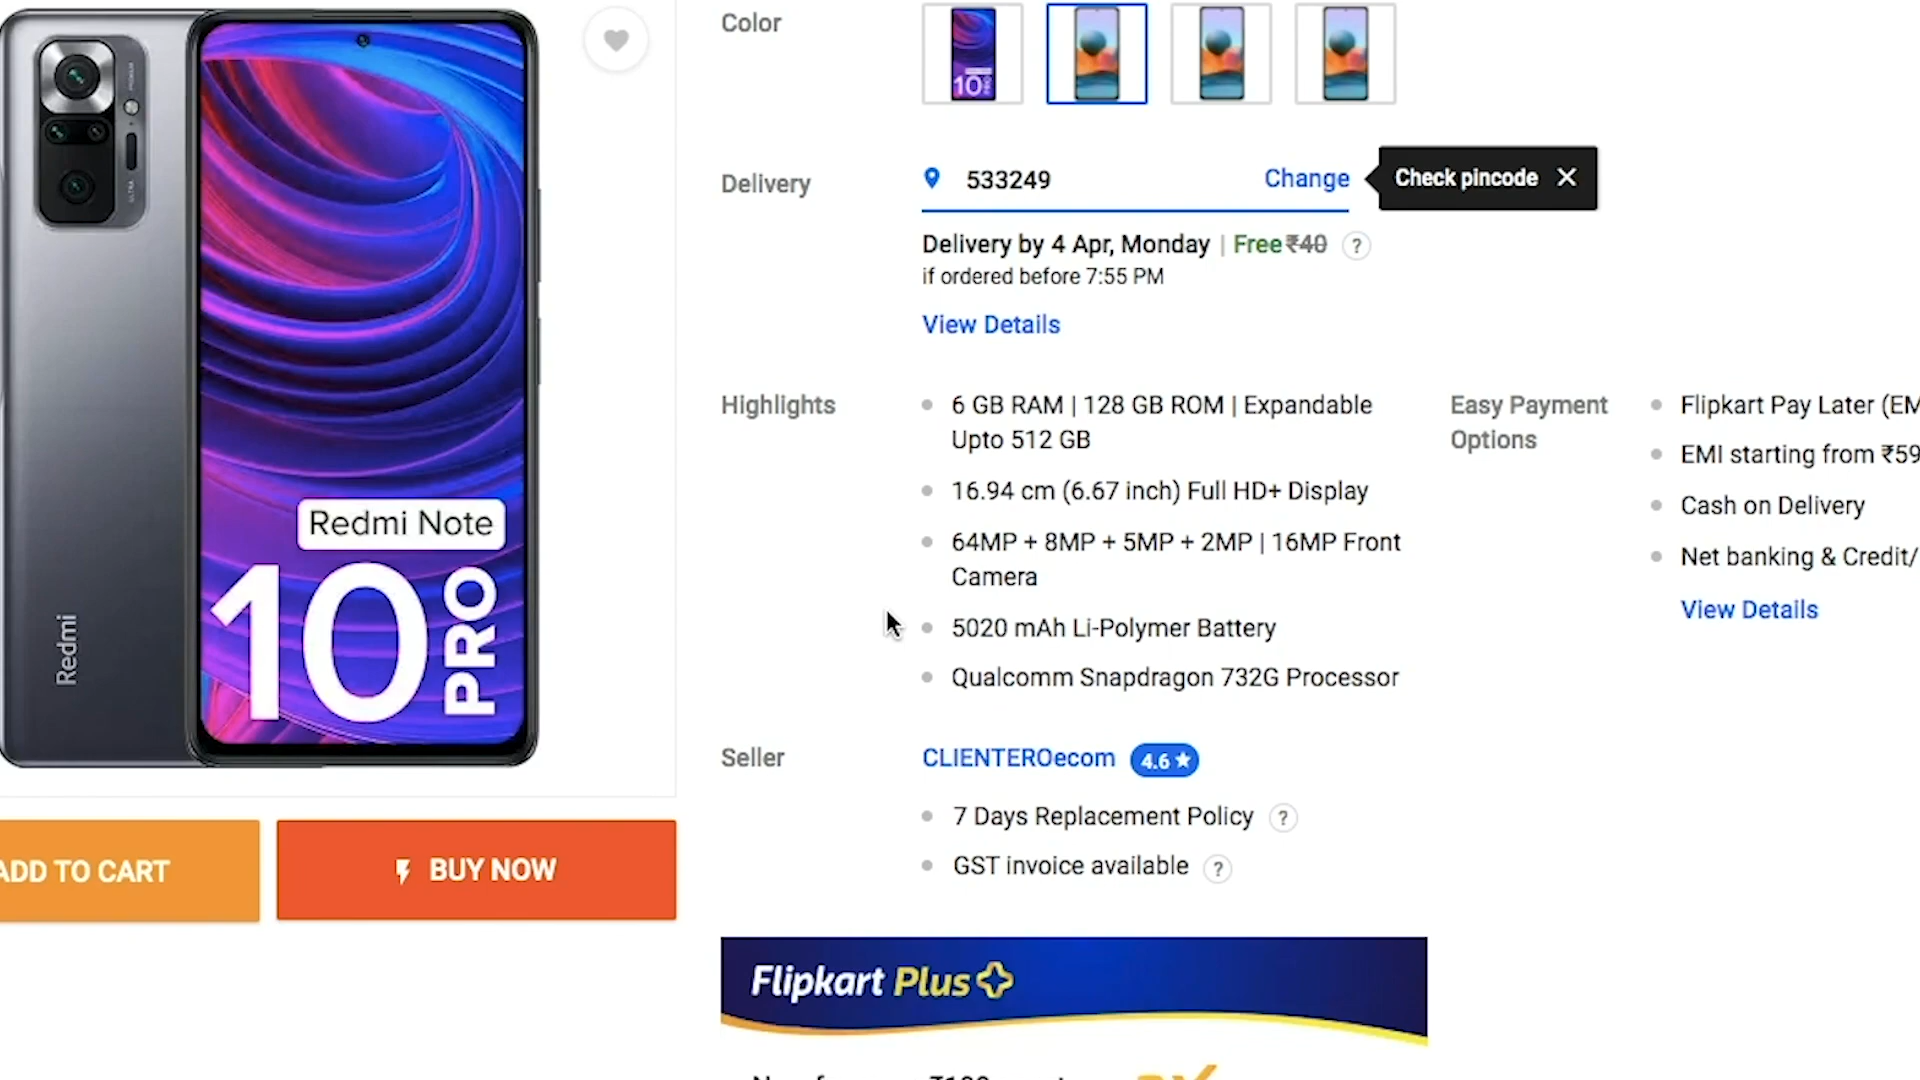 Color
10
PRO
Delivery
533249
Change
Check pincode
Delivery by 4 Apr, Monday | Free ₹40 ?
if ordered before 7:55 PM
View Details
Highlights
6 GB RAM | 128 GB ROM | Expandable
Upto 512 GB
16.94 cm (6.67 inch) Full HD+ Display
64MP + 8MP + 5MP + 2MP | 16MP Front
Camera
5020 mAh Li-Polymer Battery
Qualcomm Snapdragon 732G Processor
Easy Payment
Options
Flipkart Pay Later (EM
EMI starting from ₹59
Cash on Delivery
Net banking & Credit/
View Details
Redmi
Redmi Note
10 PRO
Seller
CLIENTEROecom 4.6 ★
7 Days Replacement Policy ?
GST invoice available ?
ADD TO CART
BUY NOW
Flipkart Plus